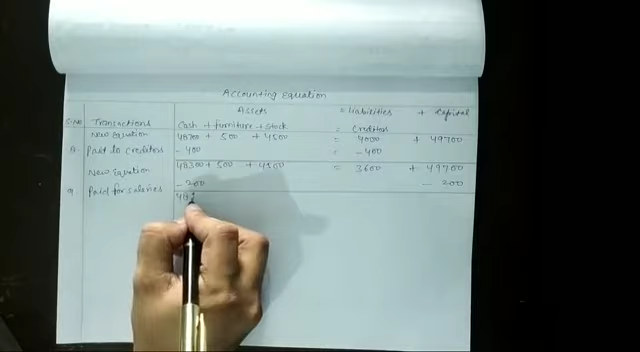 Accounting Equation
Assets = liabilities + Capital
S.No Transactions Cash + furniture + Stock = Creditors
New Equation 48700 + 500 + 4500 = 4000 + 49700
8. Paid to creditors - 400 = - 400
New Equation 48300 + 500 + 4500 = 3600 + 49700
- 200 - 200
9. Paid for salaries
48